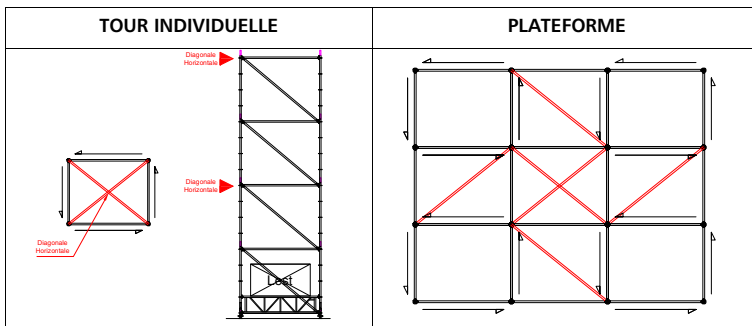 TOUR INDIVIDUELLE
PLATEFORME
Diagonale
Horizontale
Diagonale
Horizontale
Diagonale
Horizontale
Lest